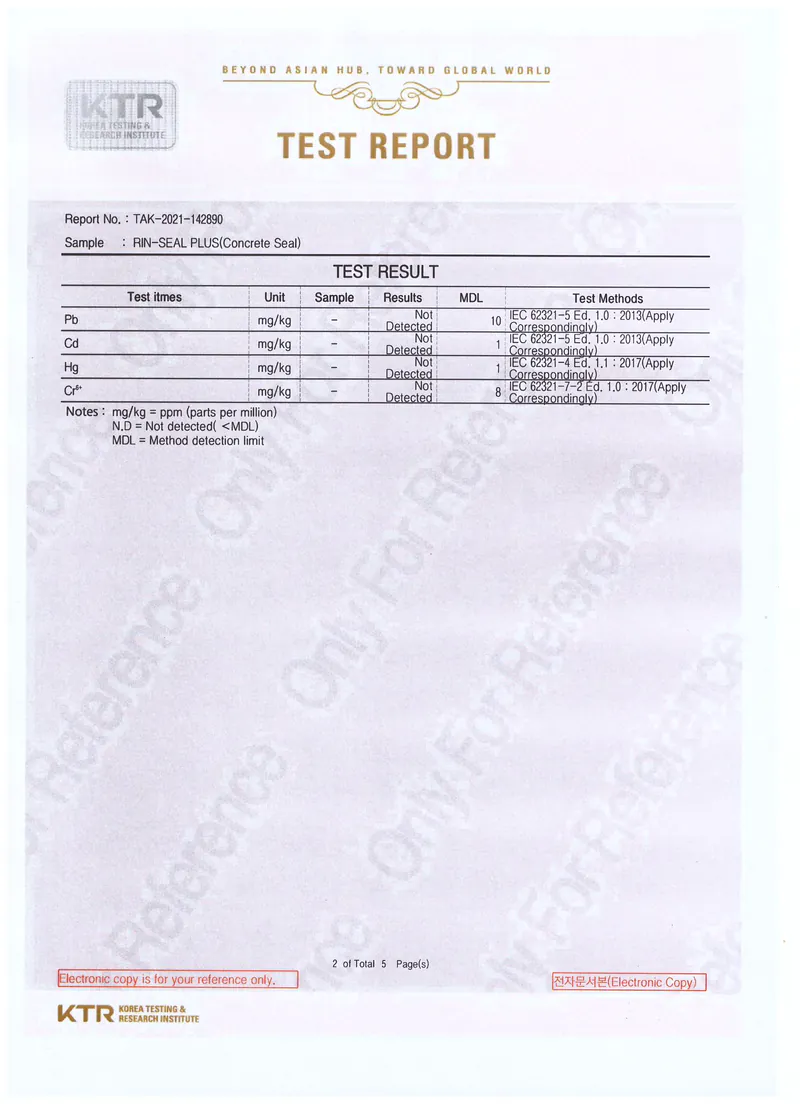 BEYOND ASIAN HUB, TOWARD GLOBAL WORLD
KTR
KOREA TESTING &
RESEARCH INSTITUTE
TEST REPORT
Report No. : TAK-2021-142890
Sample : RIN-SEAL PLUS(Concrete Seal)
TEST RESULT
Test itmes Unit Sample Results MDL Test Methods
Pb mg/kg - Not Detected 10 IEC 62321-5 Ed. 1.0 : 2013(Apply Correspondingly)
Cd mg/kg - Not Detected 1 IEC 62321-5 Ed. 1.0 : 2013(Apply Correspondingly)
Hg mg/kg - Not Detected 1 IEC 62321-4 Ed. 1.1 : 2017(Apply Correspondingly)
Cr⁶⁺ mg/kg - Not Detected 8 IEC 62321-7-2 Ed. 1.0 : 2017(Apply Correspondingly)
Notes : mg/kg = ppm (parts per million)
N.D = Not detected( <MDL)
MDL = Method detection limit
Only For Reference
2 of Total 5 Page(s)
Electronic copy is for your reference only.
전자문서본(Electronic Copy)
KTR KOREA TESTING &
RESEARCH INSTITUTE